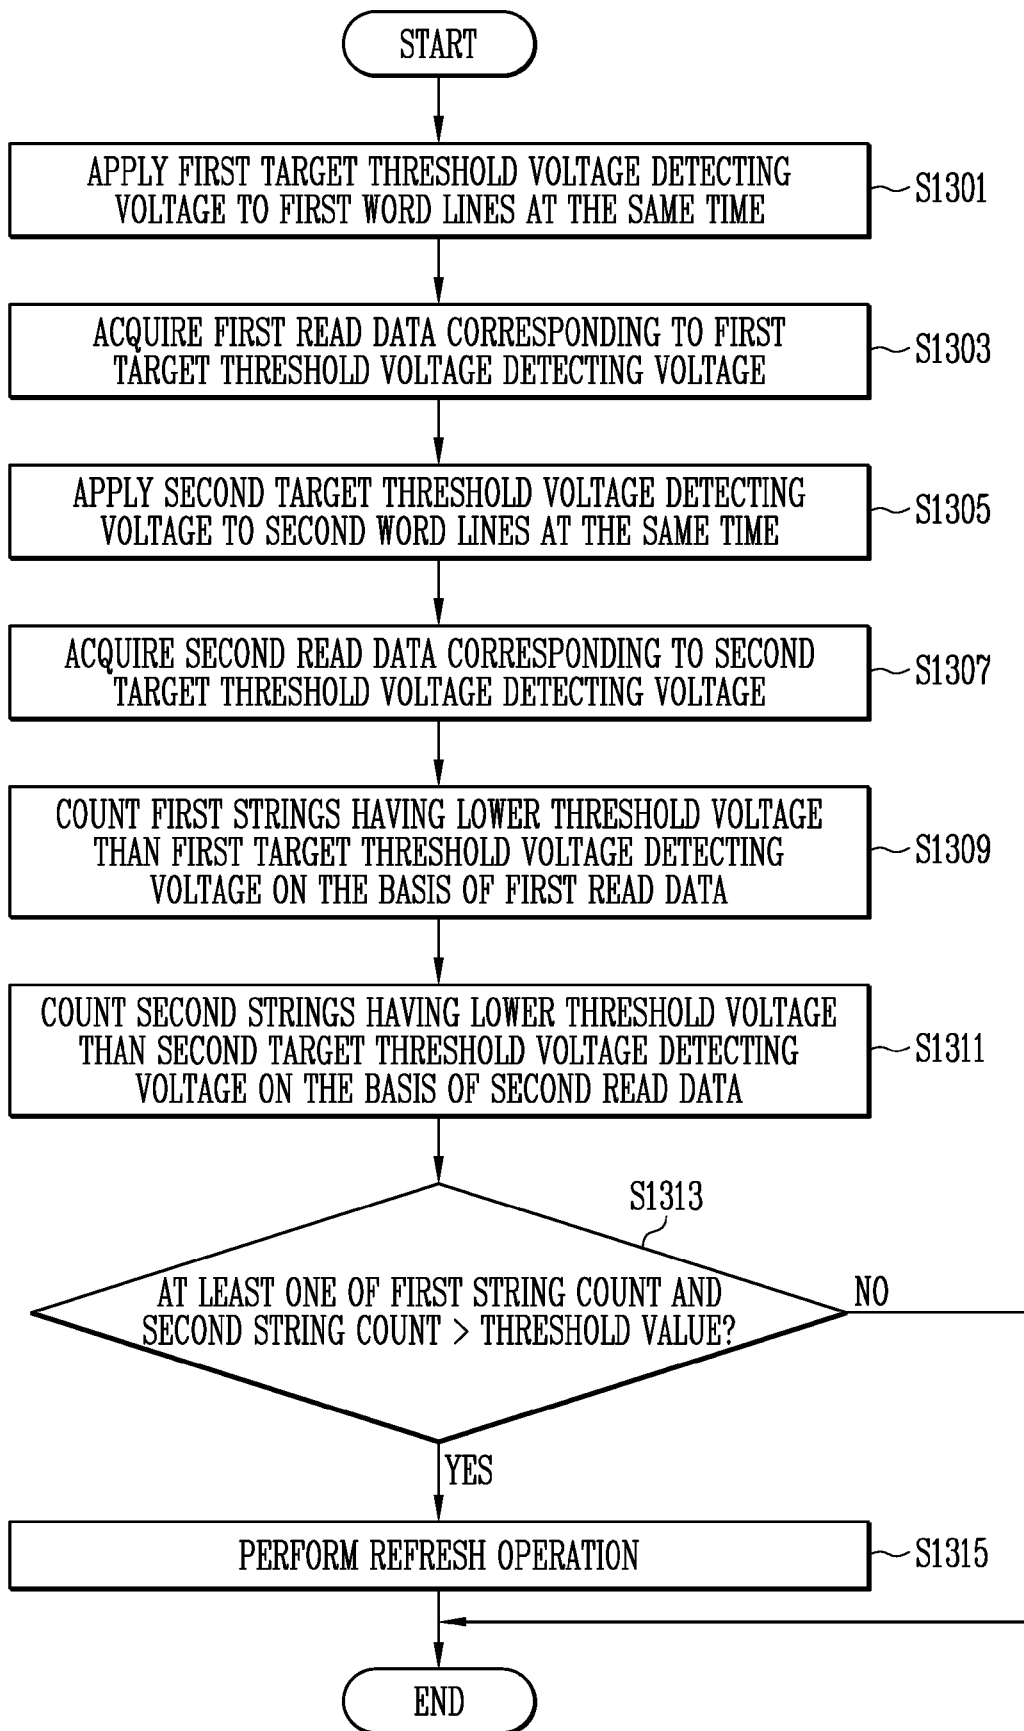 START
APPLY FIRST TARGET THRESHOLD VOLTAGE DETECTING
VOLTAGE TO FIRST WORD LINES AT THE SAME TIME
S1301
ACQUIRE FIRST READ DATA CORRESPONDING TO FIRST
TARGET THRESHOLD VOLTAGE DETECTING VOLTAGE
S1303
APPLY SECOND TARGET THRESHOLD VOLTAGE DETECTING
VOLTAGE TO SECOND WORD LINES AT THE SAME TIME
S1305
ACQUIRE SECOND READ DATA CORRESPONDING TO SECOND
TARGET THRESHOLD VOLTAGE DETECTING VOLTAGE
S1307
COUNT FIRST STRINGS HAVING LOWER THRESHOLD VOLTAGE
THAN FIRST TARGET THRESHOLD VOLTAGE DETECTING
VOLTAGE ON THE BASIS OF FIRST READ DATA
S1309
COUNT SECOND STRINGS HAVING LOWER THRESHOLD VOLTAGE
THAN SECOND TARGET THRESHOLD VOLTAGE DETECTING
VOLTAGE ON THE BASIS OF SECOND READ DATA
S1311
S1313
AT LEAST ONE OF FIRST STRING COUNT AND
SECOND STRING COUNT > THRESHOLD VALUE?
NO
YES
PERFORM REFRESH OPERATION
S1315
END